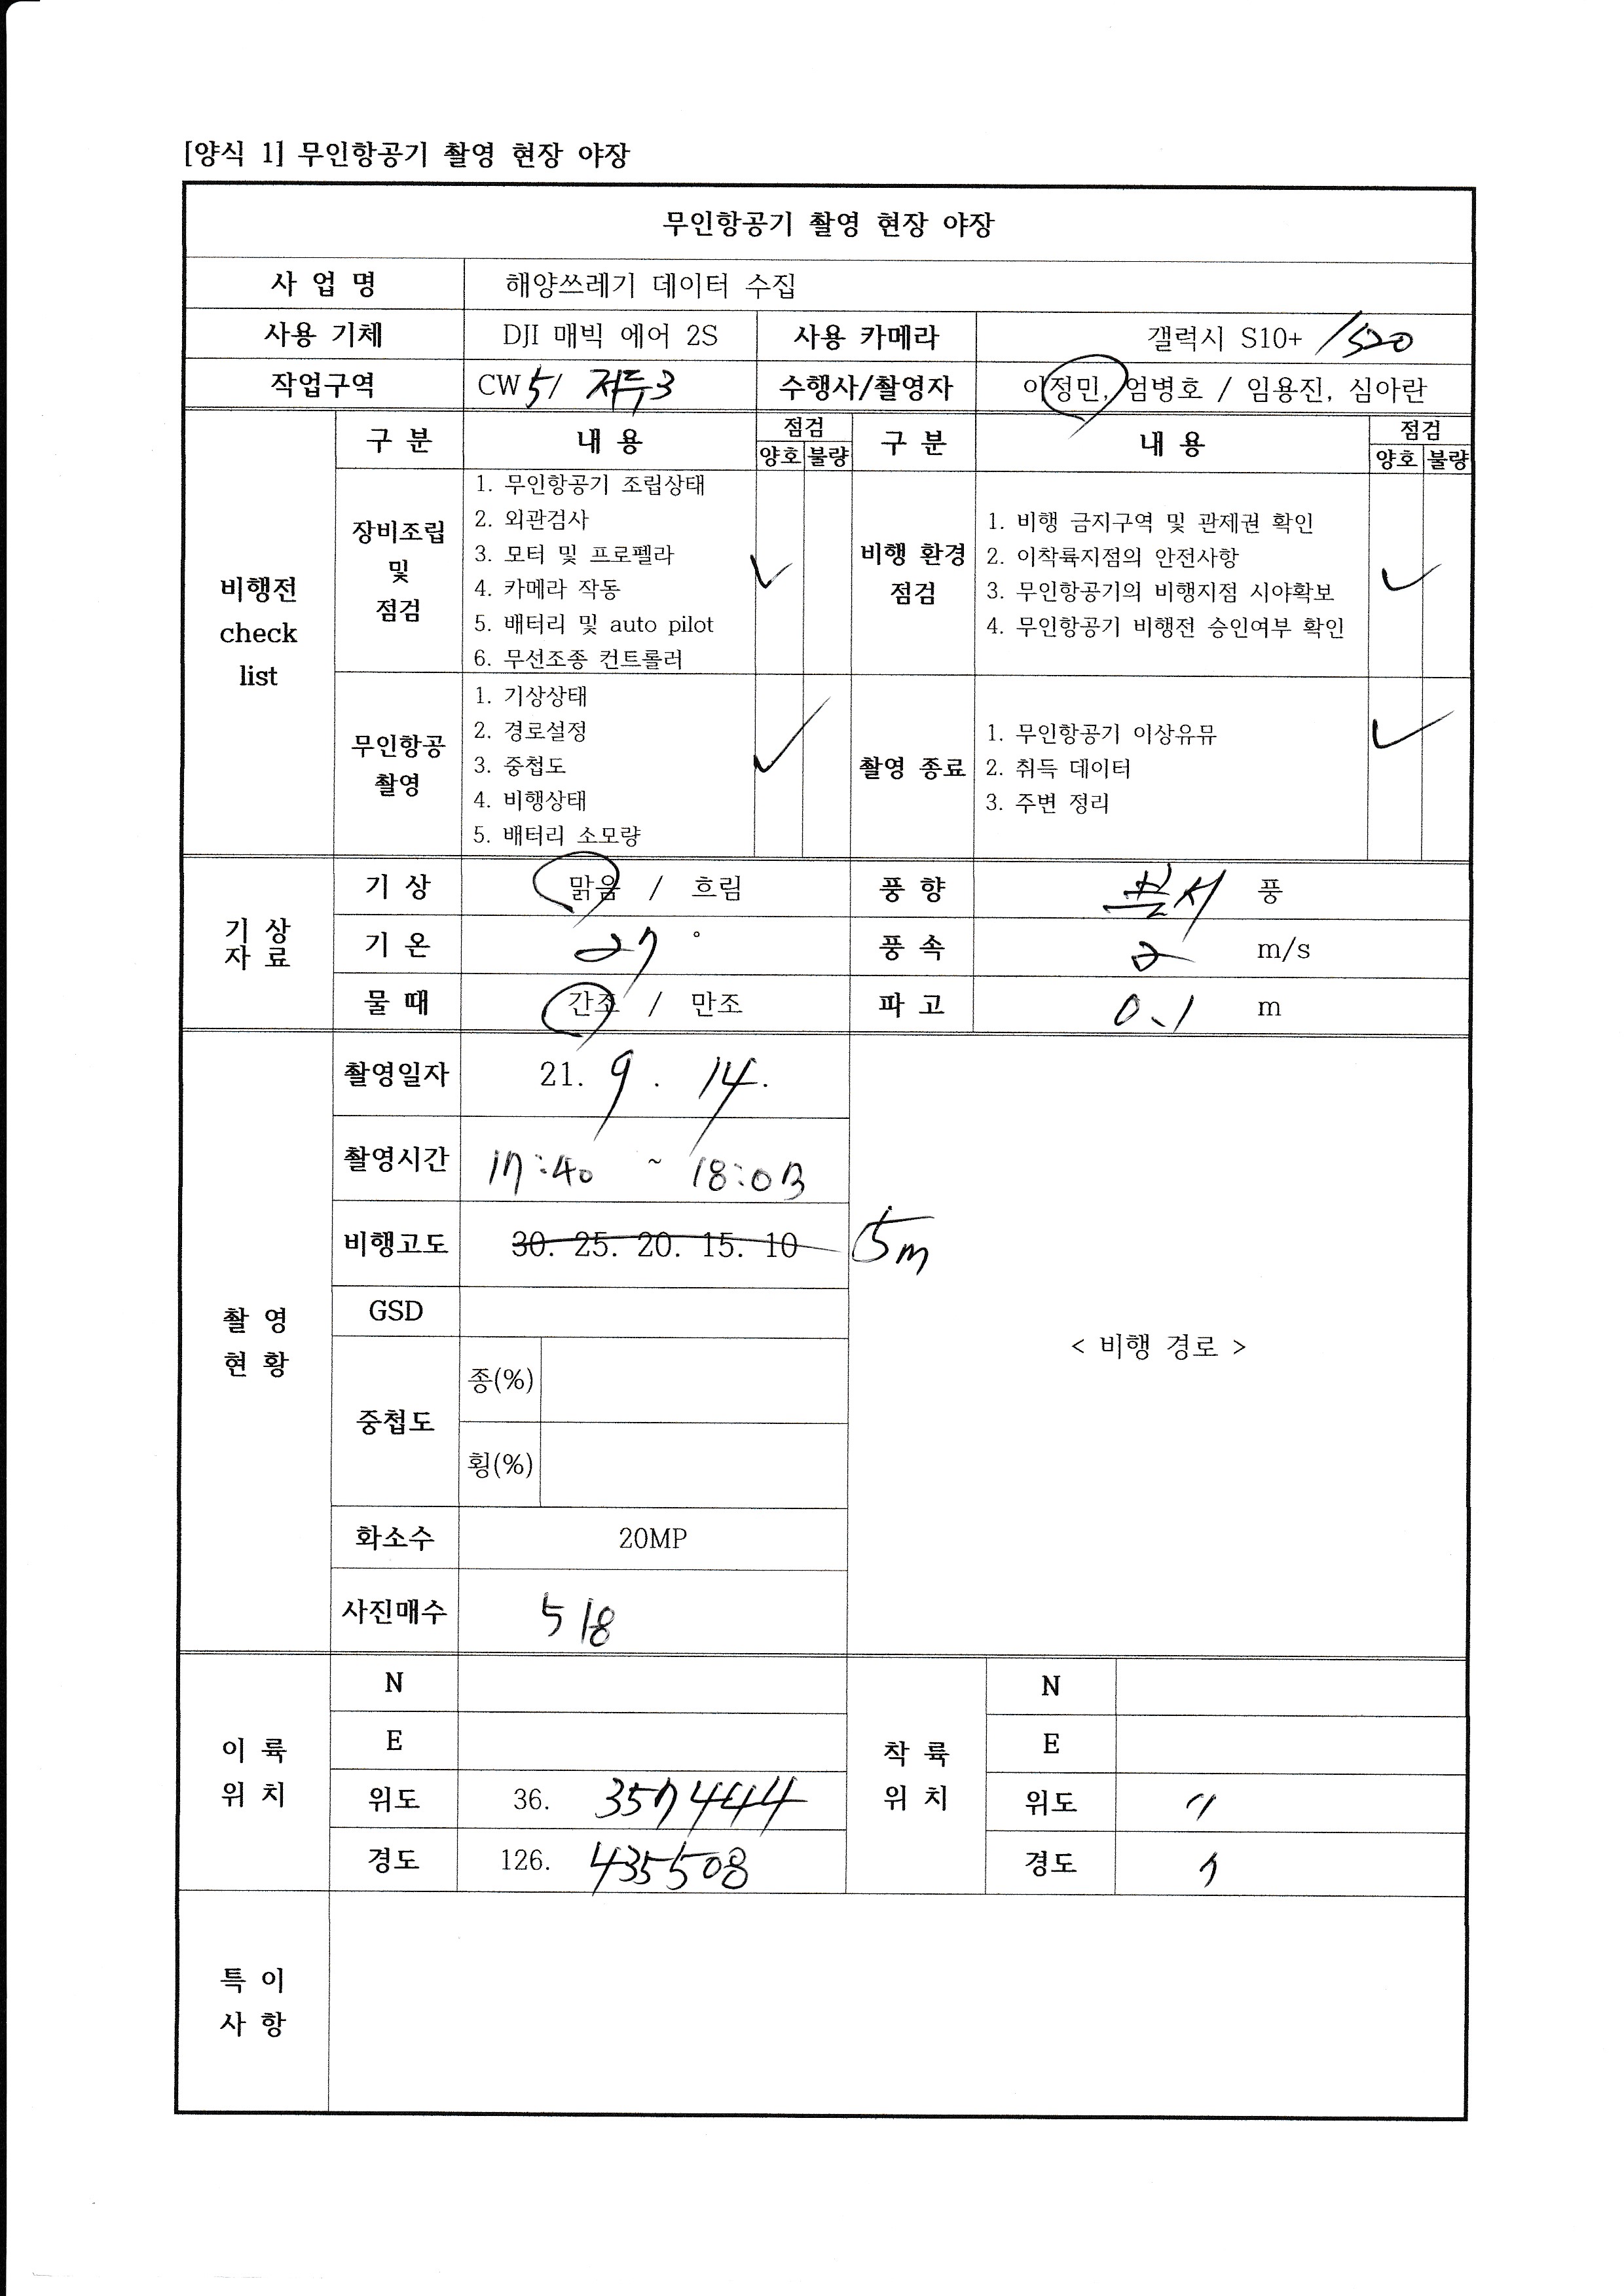 [양식 1] 무인항공기 촬영 현장 야장
무인항공기 촬영 현장 야장
사 업 명 해양쓰레기 데이터 수집
사용 기체 DJI 매빅 에어 2S 사용 카메라 갤럭시 S10+ /S20
작업구역 CW 5/ 저두3 수행사/촬영자 이정민, 엄병호 / 임용진, 심아란
비행전
check
list
구 분 내 용 점검
양호 불량
장비조립
및
점검
1. 무인항공기 조립상태
2. 외관검사
3. 모터 및 프로펠라
4. 카메라 작동
5. 배터리 및 auto pilot
6. 무선조종 컨트롤러
구 분 내 용 점검
양호 불량
비행 환경
점검
1. 비행 금지구역 및 관제권 확인
2. 이착륙지점의 안전사항
3. 무인항공기의 비행지점 시야확보
4. 무인항공기 비행전 승인여부 확인
무인항공
촬영
1. 기상상태
2. 경로설정
3. 중첩도
4. 비행상태
5. 배터리 소모량
촬영 종료
1. 무인항공기 이상유뮤
2. 취득 데이터
3. 주변 정리
기 상
자 료
기 상 맑음 / 흐림 풍 향 북서 풍
기 온 27 ° 풍 속 2 m/s
물 때 간조 / 만조 파 고 0.1 m
촬 영
현 황
촬영일자 21. 9 . 14.
촬영시간 17:40 ~ 18:03
비행고도 30. 25. 20. 15. 10 5m
GSD
중첩도 종(%)
횡(%)
화소수 20MP
사진매수 518
< 비행 경로 >
이 륙
위 치
N
E
위도 36. 357444
경도 126. 435508
착 륙
위 치
N
E
위도 〃
경도 〃
특 이
사 항